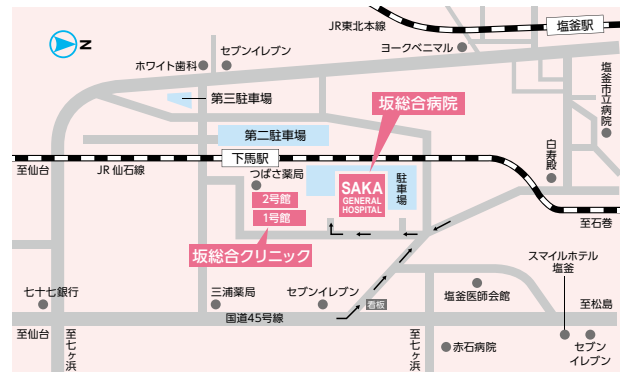 JR東北本線
塩釜駅
N
ホワイト歯科
セブンイレブン
ヨークベニマル
塩釜市立病院
第三駐車場
坂総合病院
第二駐車場
白寿殿
下馬駅
至仙台
JR 仙石線
つばさ薬局
駐車場
SAKA
GENERAL
HOSPITAL
2号館
1号館
至石巻
坂総合クリニック
スマイルホテル
塩釜
七十七銀行
三浦薬局
セブンイレブン
塩釜医師会館
看板
至松島
国道45号線
至仙台
至七ヶ浜
至七ヶ浜
赤石病院
セブン
イレブン